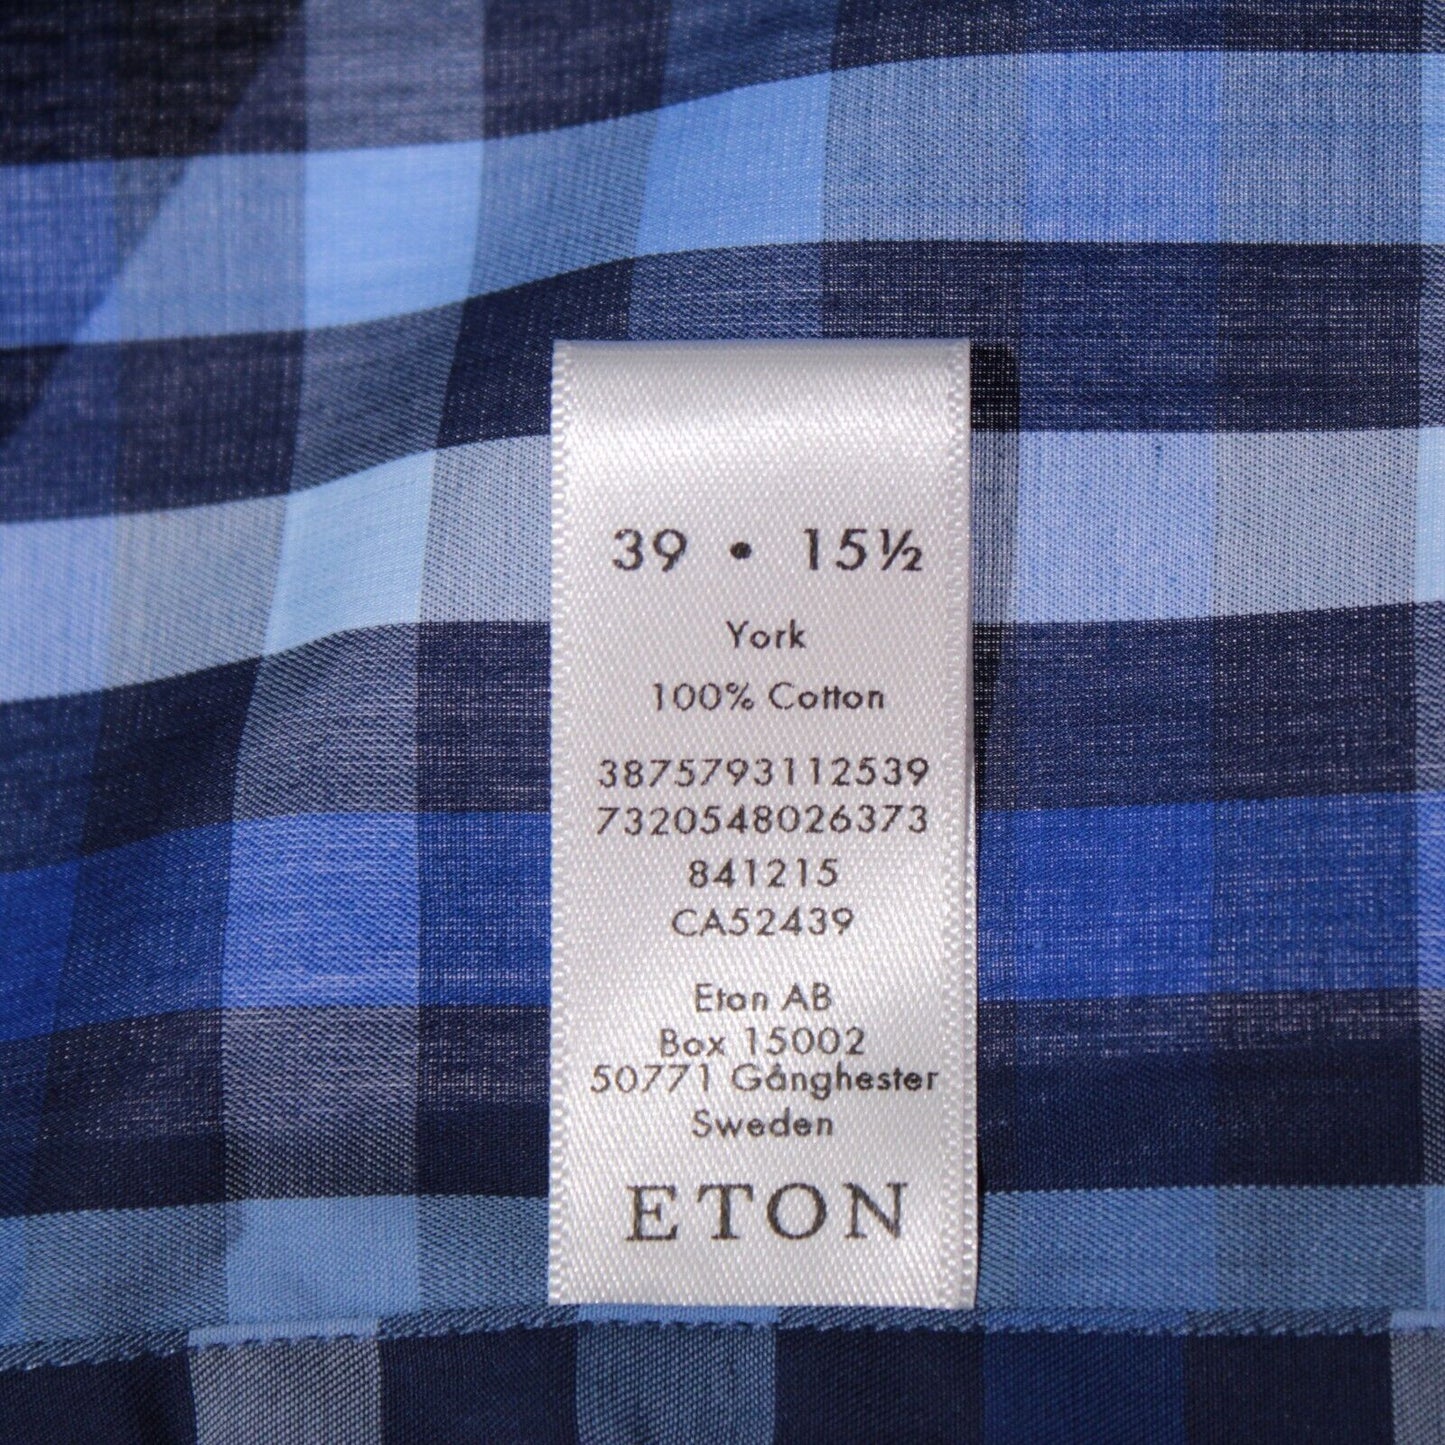 39 • 15½
York
100% Cotton
3875793112539
7320548026373
841215
CA52439
Eton AB
Box 15002
50771 Gånghester
Sweden
ETON